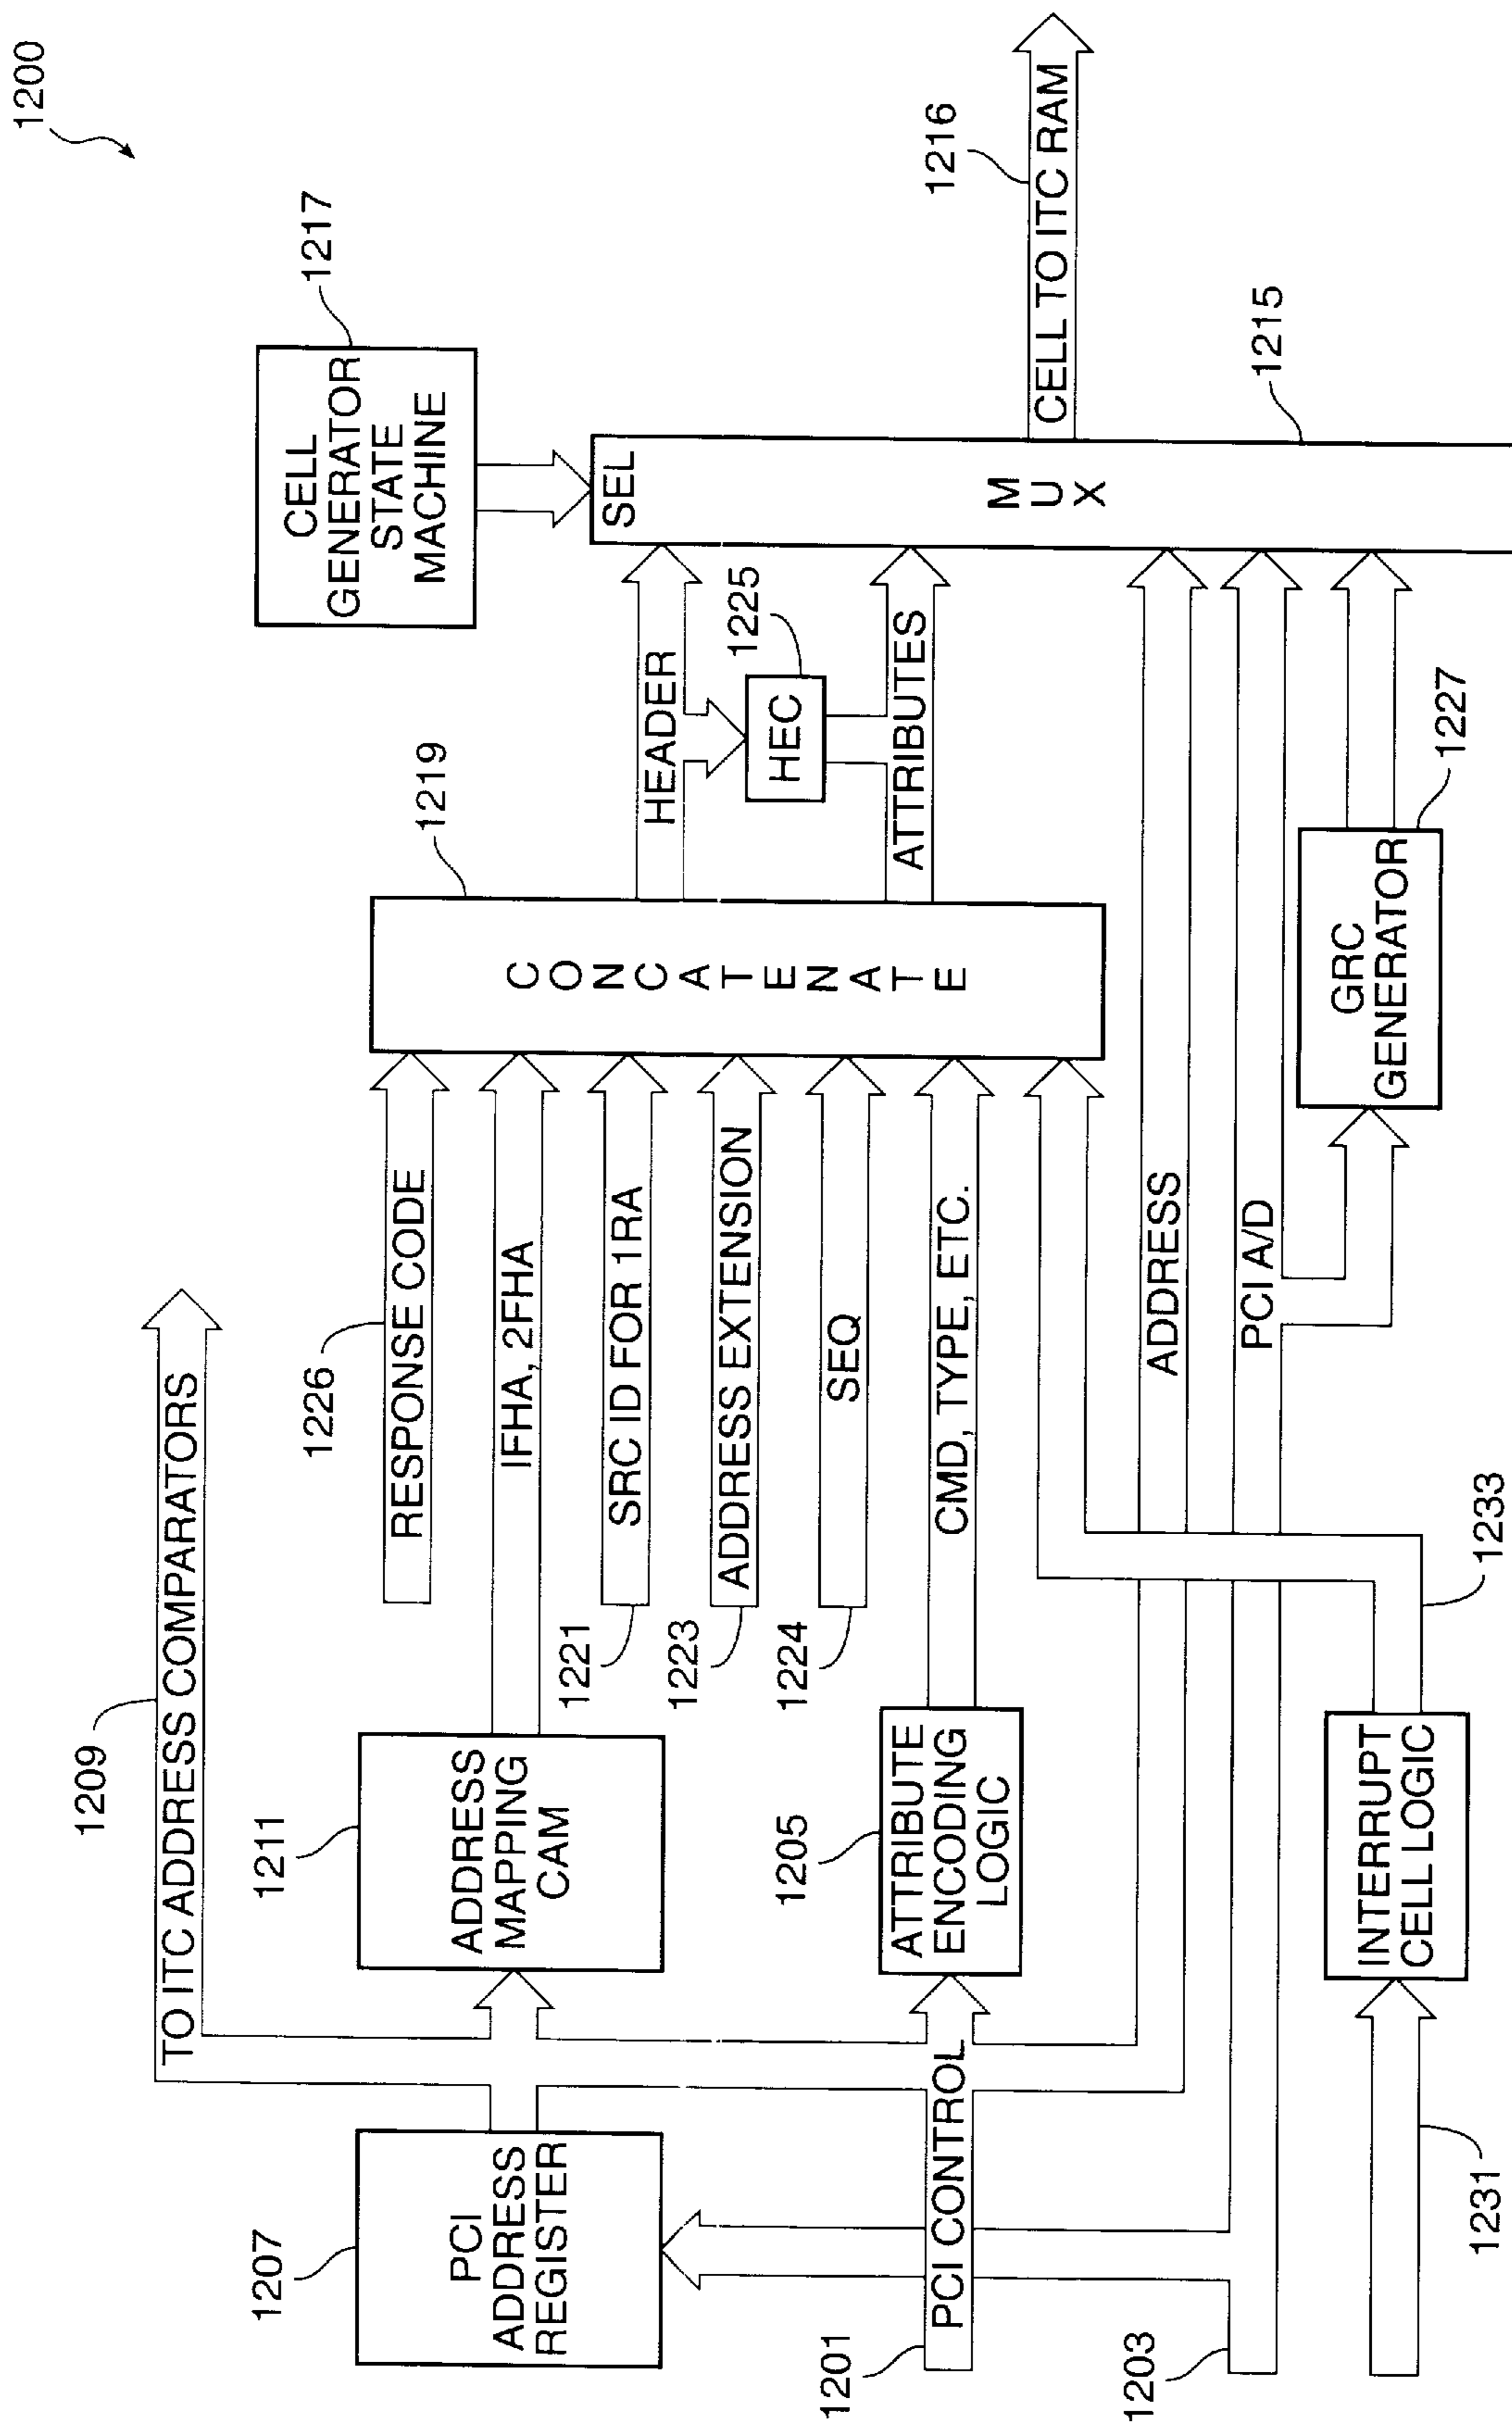 1200
1217
CELL
GENERATOR
STATE
MACHINE
1209
TO ITC ADDRESS COMPARATORS
1226
RESPONSE CODE
1219
1207
PCI
ADDRESS
REGISTER
1211
ADDRESS
MAPPING
CAM
IFHA, 2FHA
1221
SRC ID FOR 1RA
1223
ADDRESS EXTENSION
1224
SEQ
CONCATENATE
HEADER
HEC
1225
ATTRIBUTES
SEL
MUX
1216
CELL TO ITC RAM
1215
1201
PCI CONTROL
1205
ATTRIBUTE
ENCODING
LOGIC
CMD, TYPE, ETC.
ADDRESS
1203
PCI A/D
GRC
GENERATOR
1227
1231
INTERRUPT
CELL LOGIC
1233